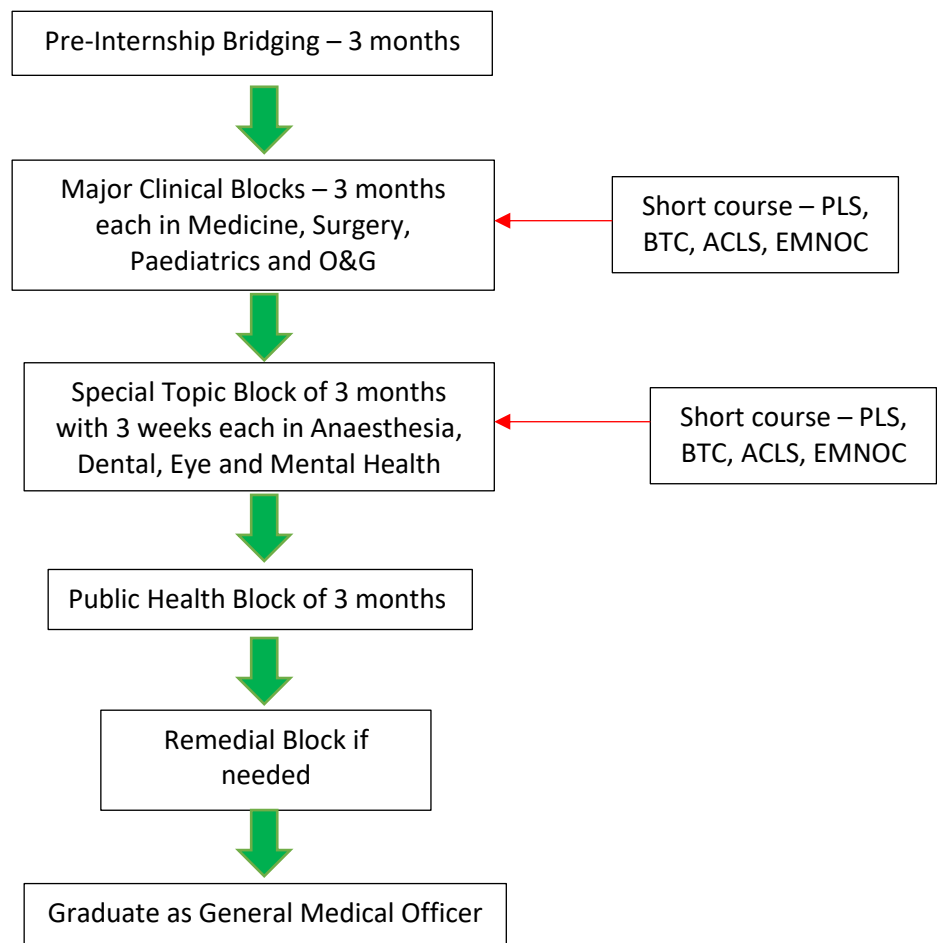 Pre-Internship Bridging – 3 months
Major Clinical Blocks – 3 months
each in Medicine, Surgery,
Paediatrics and O&G
Short course – PLS,
BTC, ACLS, EMNOC
Special Topic Block of 3 months
with 3 weeks each in Anaesthesia,
Dental, Eye and Mental Health
Short course – PLS,
BTC, ACLS, EMNOC
Public Health Block of 3 months
Remedial Block if
needed
Graduate as General Medical Officer